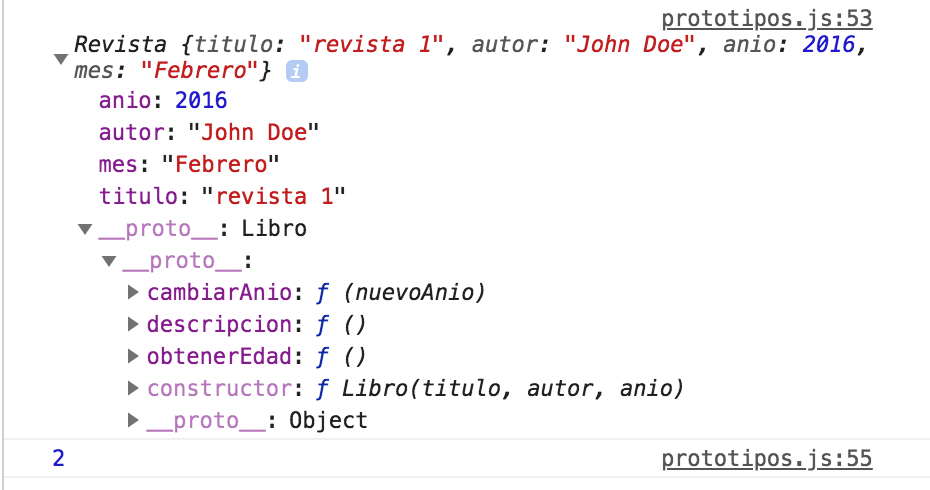 prototipos.js:53
Revista {titulo: "revista 1", autor: "John Doe", anio: 2016,
mes: "Febrero"} i
anio: 2016
autor: "John Doe"
mes: "Febrero"
titulo: "revista 1"
__proto__: Libro
__proto__:
cambiarAnio: ƒ (nuevoAnio)
descripcion: ƒ ()
obtenerEdad: ƒ ()
constructor: ƒ Libro(titulo, autor, anio)
__proto__: Object
2 prototipos.js:55